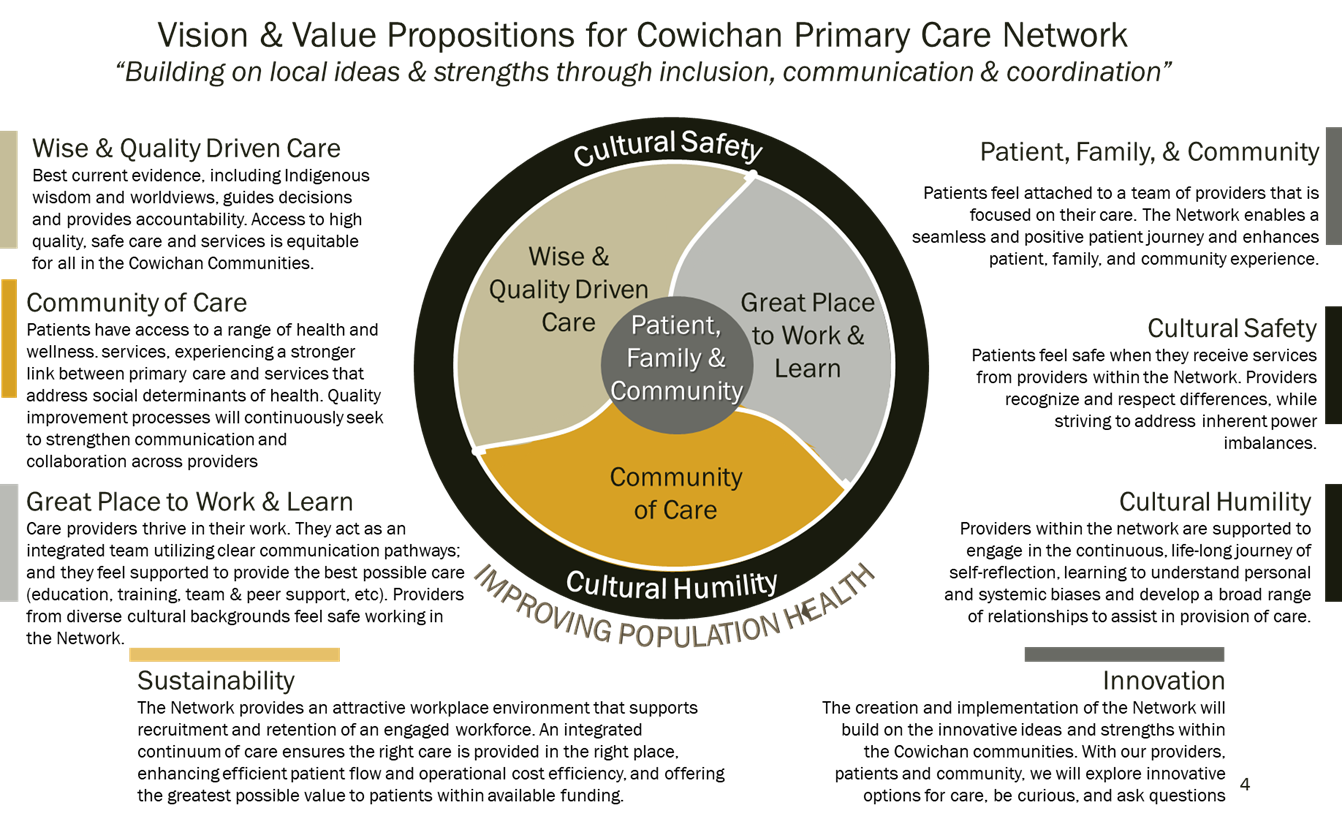 Vision & Value Propositions for Cowichan Primary Care Network
“Building on local ideas & strengths through inclusion, communication & coordination”
Wise & Quality Driven Care
Best current evidence, including Indigenous
wisdom and worldviews, guides decisions
and provides accountability. Access to high
quality, safe care and services is equitable
for all in the Cowichan Communities.
Community of Care
Patients have access to a range of health and
wellness. services, experiencing a stronger
link between primary care and services that
address social determinants of health. Quality
improvement processes will continuously seek
to strengthen communication and
collaboration across providers
Great Place to Work & Learn
Care providers thrive in their work. They act as an
integrated team utilizing clear communication pathways;
and they feel supported to provide the best possible care
(education, training, team & peer support, etc). Providers
from diverse cultural backgrounds feel safe working in
the Network.
Cultural Safety
Wise &
Quality Driven
Care
Great Place
to Work &
Learn
Patient,
Family &
Community
Community
of Care
Cultural Humility
IMPROVING POPULATION HEALTH
Patient, Family, & Community
Patients feel attached to a team of providers that is
focused on their care. The Network enables a
seamless and positive patient journey and enhances
patient, family, and community experience.
Cultural Safety
Patients feel safe when they receive services
from providers within the Network. Providers
recognize and respect differences, while
striving to address inherent power
imbalances.
Cultural Humility
Providers within the network are supported to
engage in the continuous, life-long journey of
self-reflection, learning to understand personal
and systemic biases and develop a broad range
of relationships to assist in provision of care.
Sustainability
The Network provides an attractive workplace environment that supports
recruitment and retention of an engaged workforce. An integrated
continuum of care ensures the right care is provided in the right place,
enhancing efficient patient flow and operational cost efficiency, and offering
the greatest possible value to patients within available funding.
Innovation
The creation and implementation of the Network will
build on the innovative ideas and strengths within
the Cowichan communities. With our providers,
patients and community, we will explore innovative
options for care, be curious, and ask questions
4